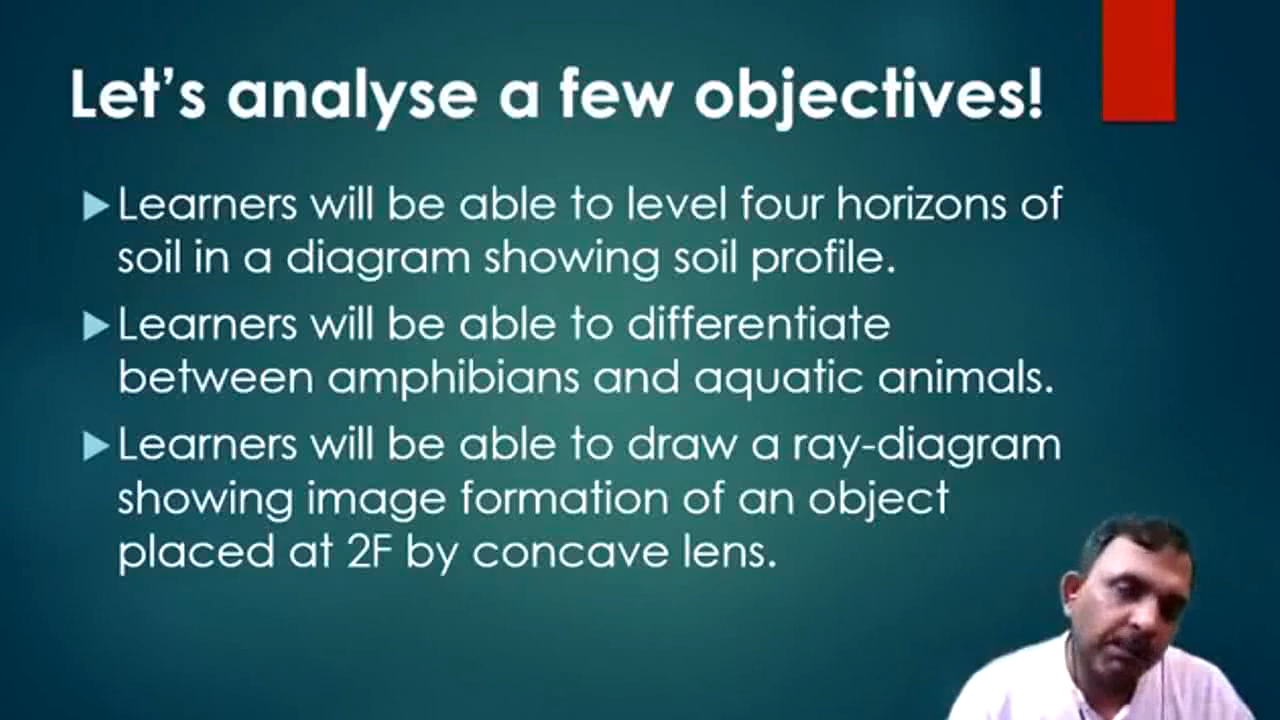 Let's analyse a few objectives!
Learners will be able to level four horizons of
soil in a diagram showing soil profile.
Learners will be able to differentiate
between amphibians and aquatic animals.
Learners will be able to draw a ray-diagram
showing image formation of an object
placed at 2F by concave lens.